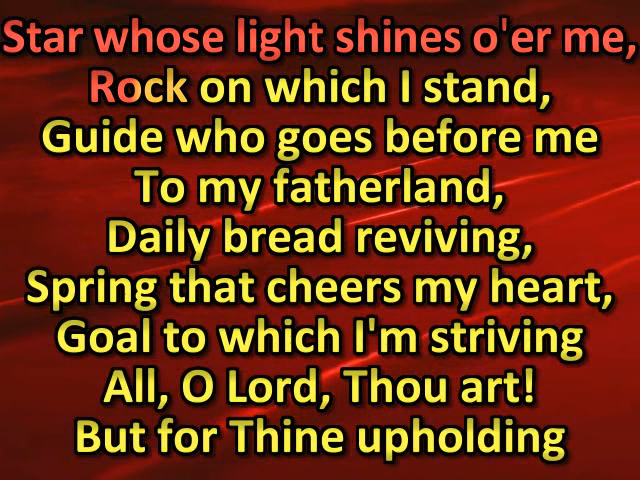 Star whose light shines o'er me,
Rock on which I stand,
Guide who goes before me
To my fatherland,
Daily bread reviving,
Spring that cheers my heart,
Goal to which I'm striving
All, O Lord, Thou art!
But for Thine upholding